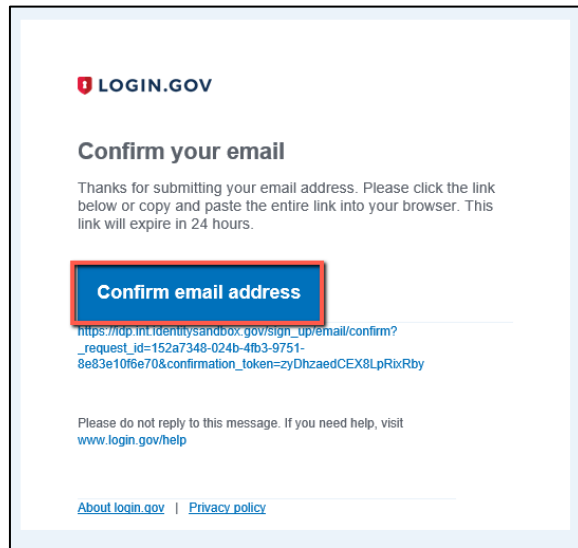 LOGIN.GOV
Confirm your email
Thanks for submitting your email address. Please click the link
below or copy and paste the entire link into your browser. This
link will expire in 24 hours.
Confirm email address
https://idp.int.identitysandbox.gov/sign_up/email/confirm?
_request_id=152a7348-024b-4fb3-9751-
8e83e10f6e70&confirmation_token=zyDhzaedCEX8LpRixRby
Please do not reply to this message. If you need help, visit
www.login.gov/help
About login.gov | Privacy policy